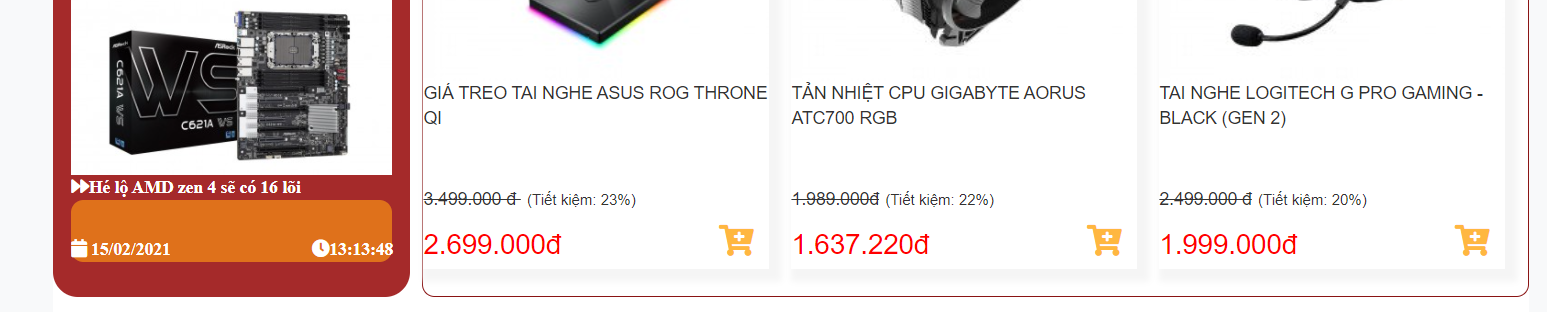 ASRock
WS
C621A WS
C621A WS
Hé lộ AMD zen 4 sẽ có 16 lõi
15/02/2021 13:13:48
GIÁ TREO TAI NGHE ASUS ROG THRONE
QI
3.499.000 đ (Tiết kiệm: 23%)
2.699.000đ
TẢN NHIỆT CPU GIGABYTE AORUS
ATC700 RGB
1.989.000đ (Tiết kiệm: 22%)
1.637.220đ
TAI NGHE LOGITECH G PRO GAMING -
BLACK (GEN 2)
2.499.000 đ (Tiết kiệm: 20%)
1.999.000đ